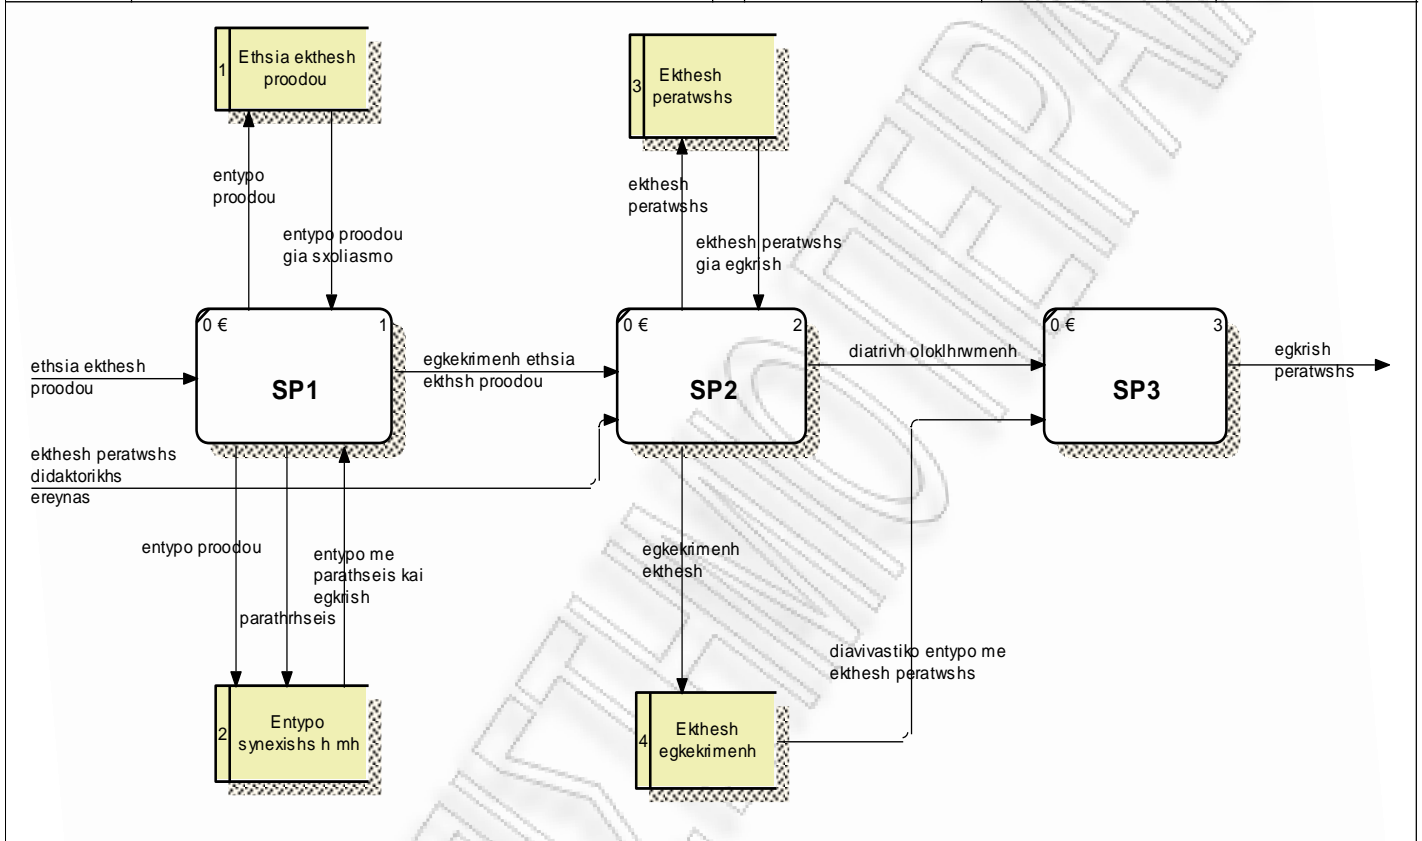 1
Ethsia ekthesh
proodou
3
Ekthesh
peratwshs
entypo
proodou
entypo proodou
gia sxoliasmo
ekthesh
peratwshs
ekthesh peratwshs
gia egkrish
0 €
1
SP1
0 €
2
SP2
0 €
3
SP3
ethsia ekthesh
proodou
egkekrimenh ethsia
ekthsh proodou
diatrivh oloklhrwmenh
egkrish
peratwshs
ekthesh peratwshs
didaktorikhs
ereynas
entypo proodou
parathrhseis
entypo me
parathseis kai
egkrish
egkekrimenh
ekthesh
diavivastiko entypo me
ekthesh peratwshs
2
Entypo
synexishs h mh
4
Ekthesh
egkekrimenh